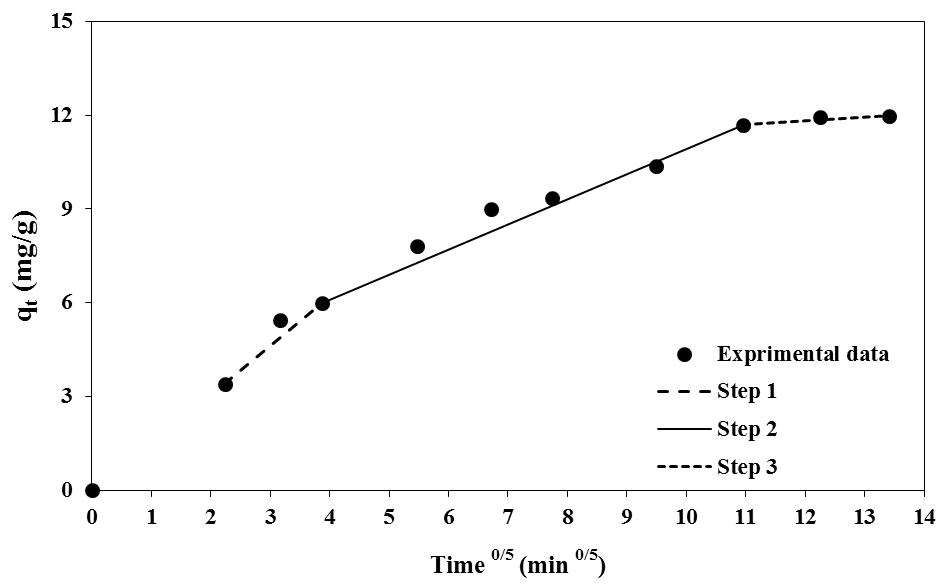 15
12
9
6
3
0
qt (mg/g)
Exprimental data
Step 1
Step 2
Step 3
0 1 2 3 4 5 6 7 8 9 10 11 12 13 14
Time 0/5 (min 0/5)